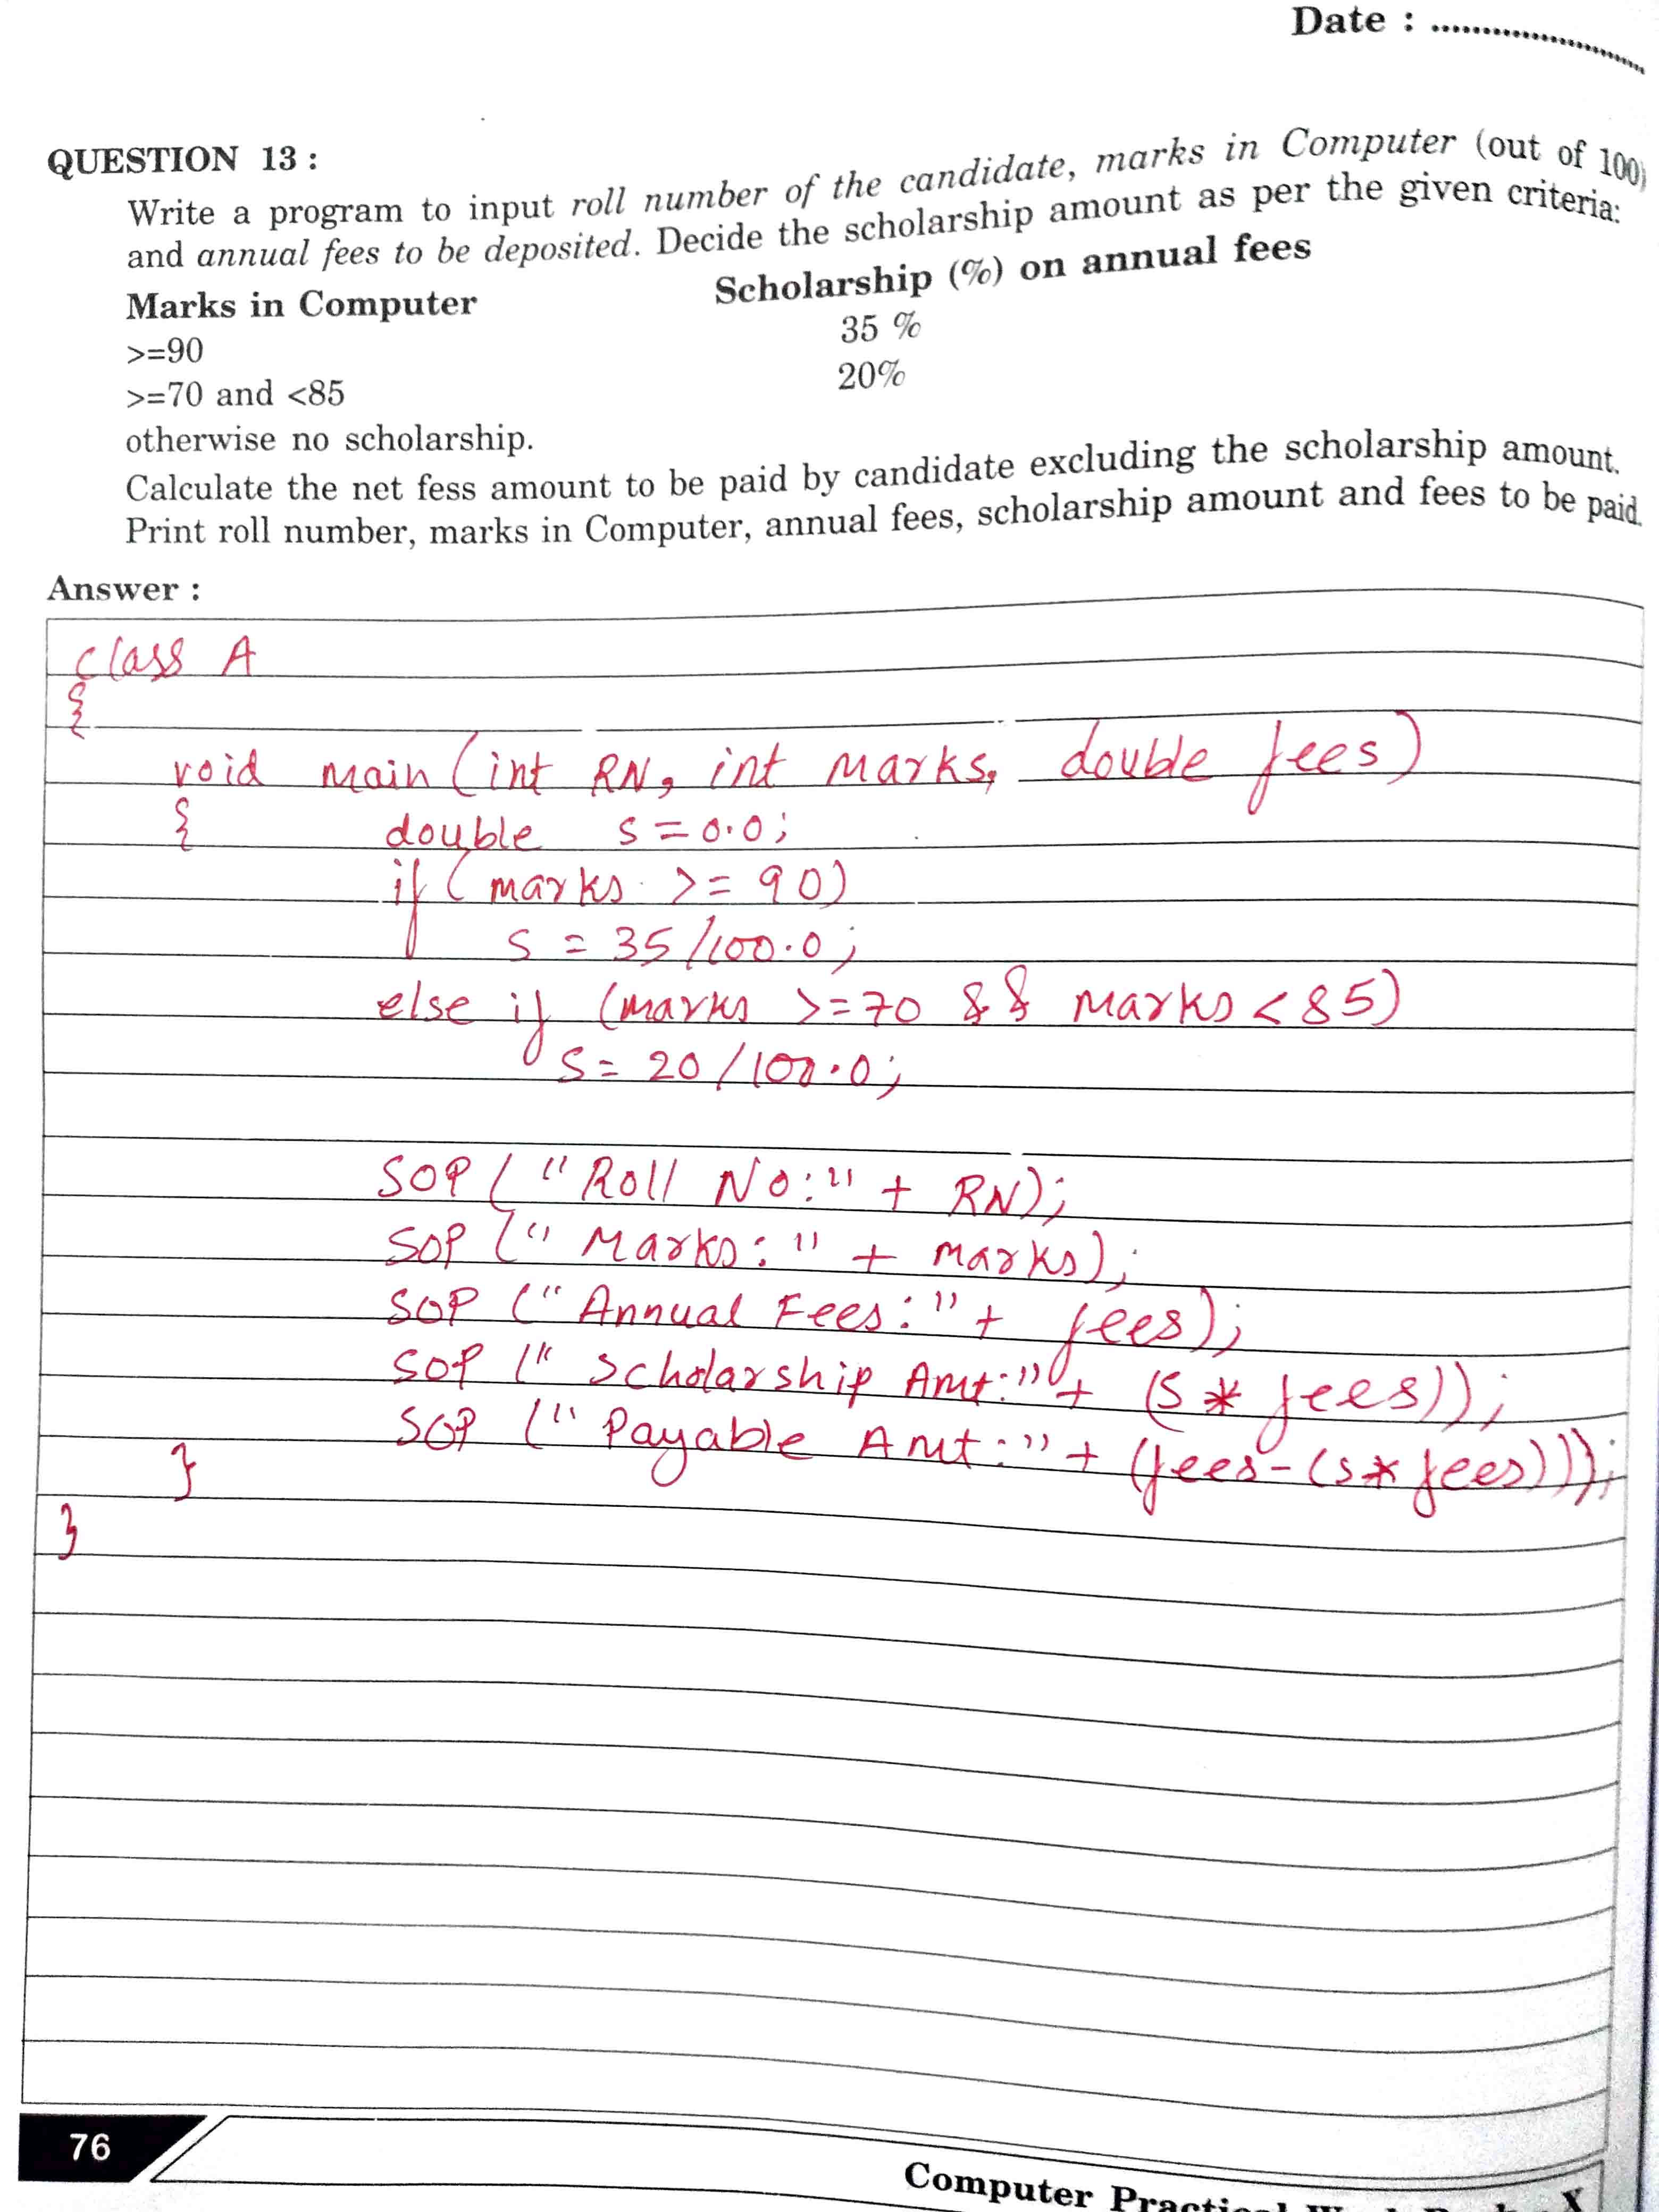 Date : ........................
QUESTION 13 :
Write a program to input roll number of the candidate, marks in Computer (out of 100)
and annual fees to be deposited. Decide the scholarship amount as per the given criteria:
Marks in Computer Scholarship (%) on annual fees
>=90 35 %
>=70 and <85 20%
otherwise no scholarship.
Calculate the net fess amount to be paid by candidate excluding the scholarship amount.
Print roll number, marks in Computer, annual fees, scholarship amount and fees to be paid.
Answer :
class A
{
void main (int RN, int marks, double fees)
{ double s = 0.0;
if ( marks >= 90)
s = 35/100.0;
else if (marks >=70 && marks < 85)
s = 20/100.0;
SOP ( "Roll No:" + RN);
SOP (" Marks: " + marks);
SOP (" Annual Fees:" + fees);
SOP (" Scholarship Amt:" + (s * fees));
SOP (" Payable Amt:" + (fees-(s* fees)));
}
}
76
Computer X